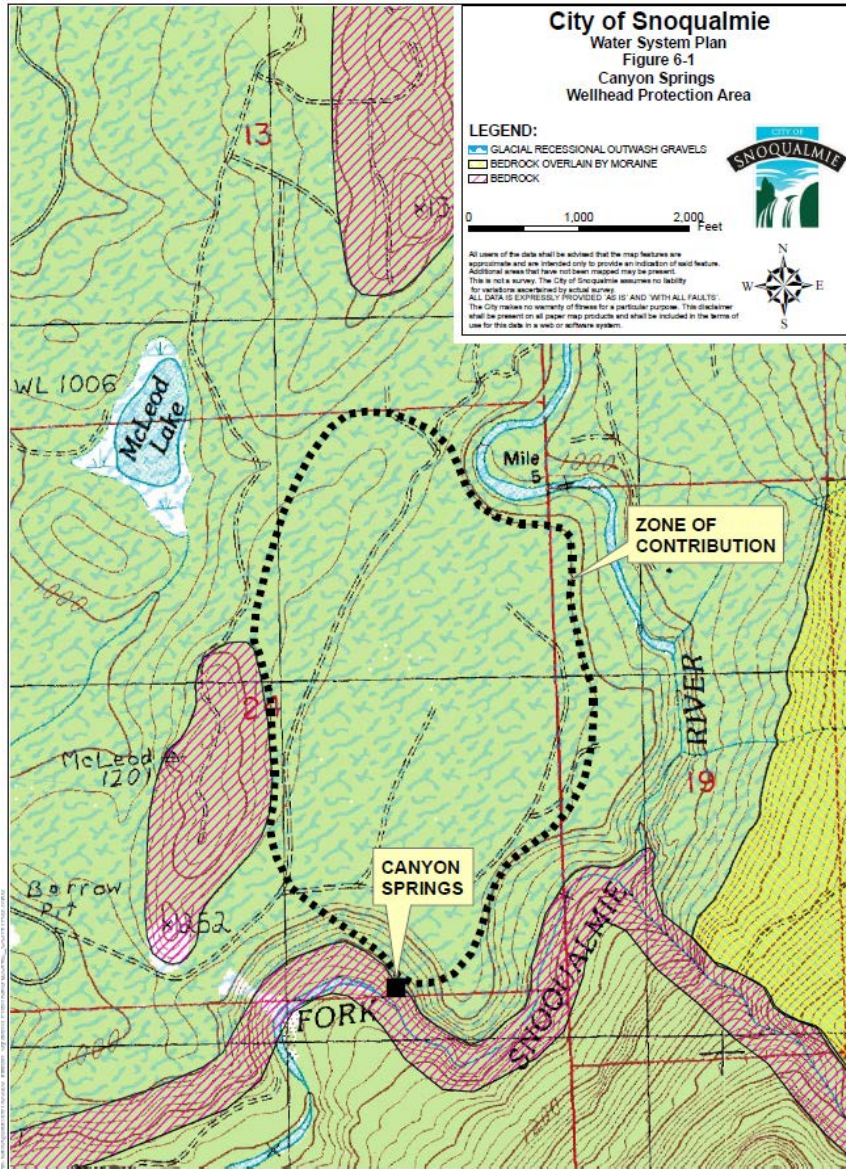 City of Snoqualmie
Water System Plan
Figure 6-1
Canyon Springs
Wellhead Protection Area
LEGEND:
GLACIAL RECESSIONAL OUTWASH GRAVELS
BEDROCK OVERLAIN BY MORAINE
BEDROCK
CITY OF
SNOQUALMIE
0 1,000 2,000
Feet
All users of the data shall be advised that the map features are
approximate and are intended only to provide an indication of said feature.
Additional areas that have not been mapped may be present.
This is not a survey. The City of Snoqualmie assumes no liability
for variations ascertained by actual survey.
ALL DATA IS EXPRESSLY PROVIDED 'AS IS' AND 'WITH ALL FAULTS'.
The City makes no warranty of fitness for a particular purpose. This disclaimer
shall be present on all paper map products and shall be included in the terms of
use for this data in a web or software system.
N
W E
S
13
WL 1006
McLeod
Lake
Mile
5
1000
ZONE OF
CONTRIBUTION
1000
RIVER
McLeod
1201
19
CANYON
SPRINGS
Borrow
Pit
FORK
SNOQUALMIE
1000
1200